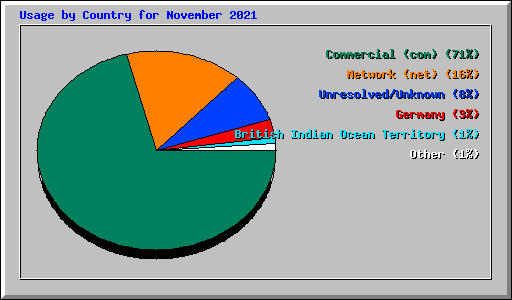 Usage by Country for November 2021
Commercial (com) (71%)
Network (net) (16%)
Unresolved/Unknown (8%)
Germany (3%)
British Indian Ocean Territory (1%)
Other (1%)